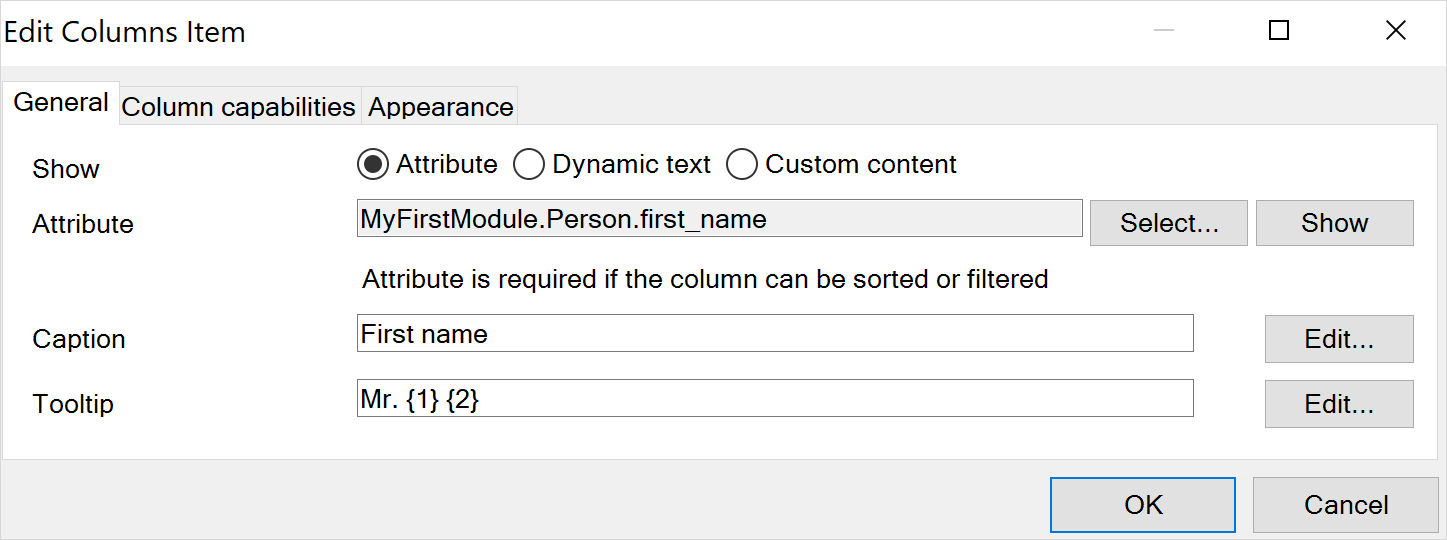 Edit Columns Item
General Column capabilities Appearance
Show Attribute Dynamic text Custom content
Attribute MyFirstModule.Person.first_name Select... Show
Attribute is required if the column can be sorted or filtered
Caption First name Edit...
Tooltip Mr. {1} {2} Edit...
OK Cancel